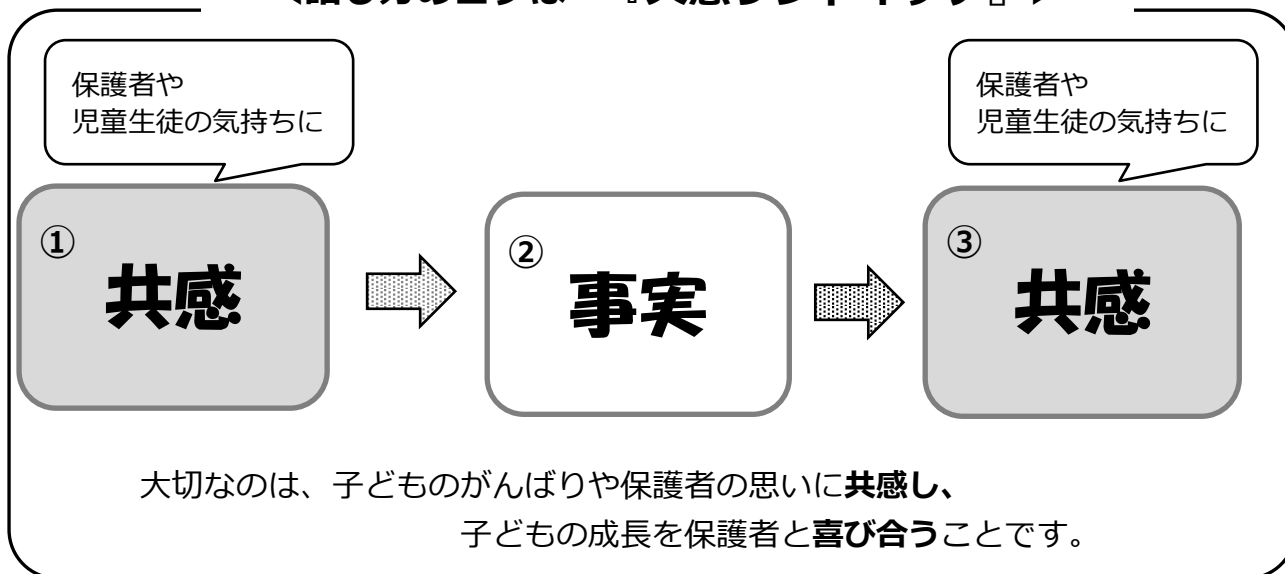 保護者や
児童生徒の気持ちに
保護者や
児童生徒の気持ちに
①
共感
②
事実
③
共感
大切なのは、子どものがんばりや保護者の思いに共感し、
子どもの成長を保護者と喜び合うことです。